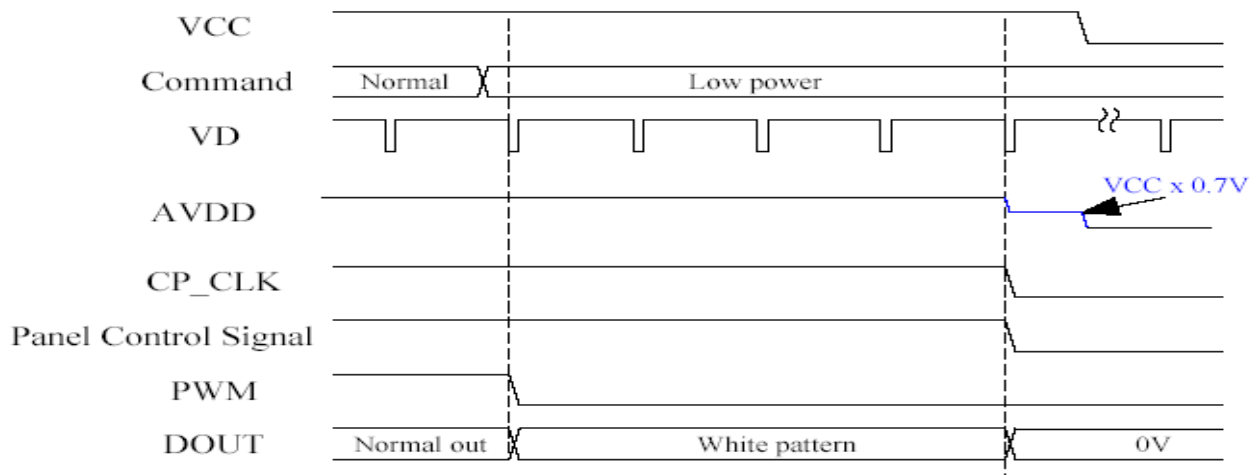 VCC
Command Normal Low power
VD
VCC x 0.7V
AVDD
CP_CLK
Panel Control Signal
PWM
DOUT Normal out White pattern 0V